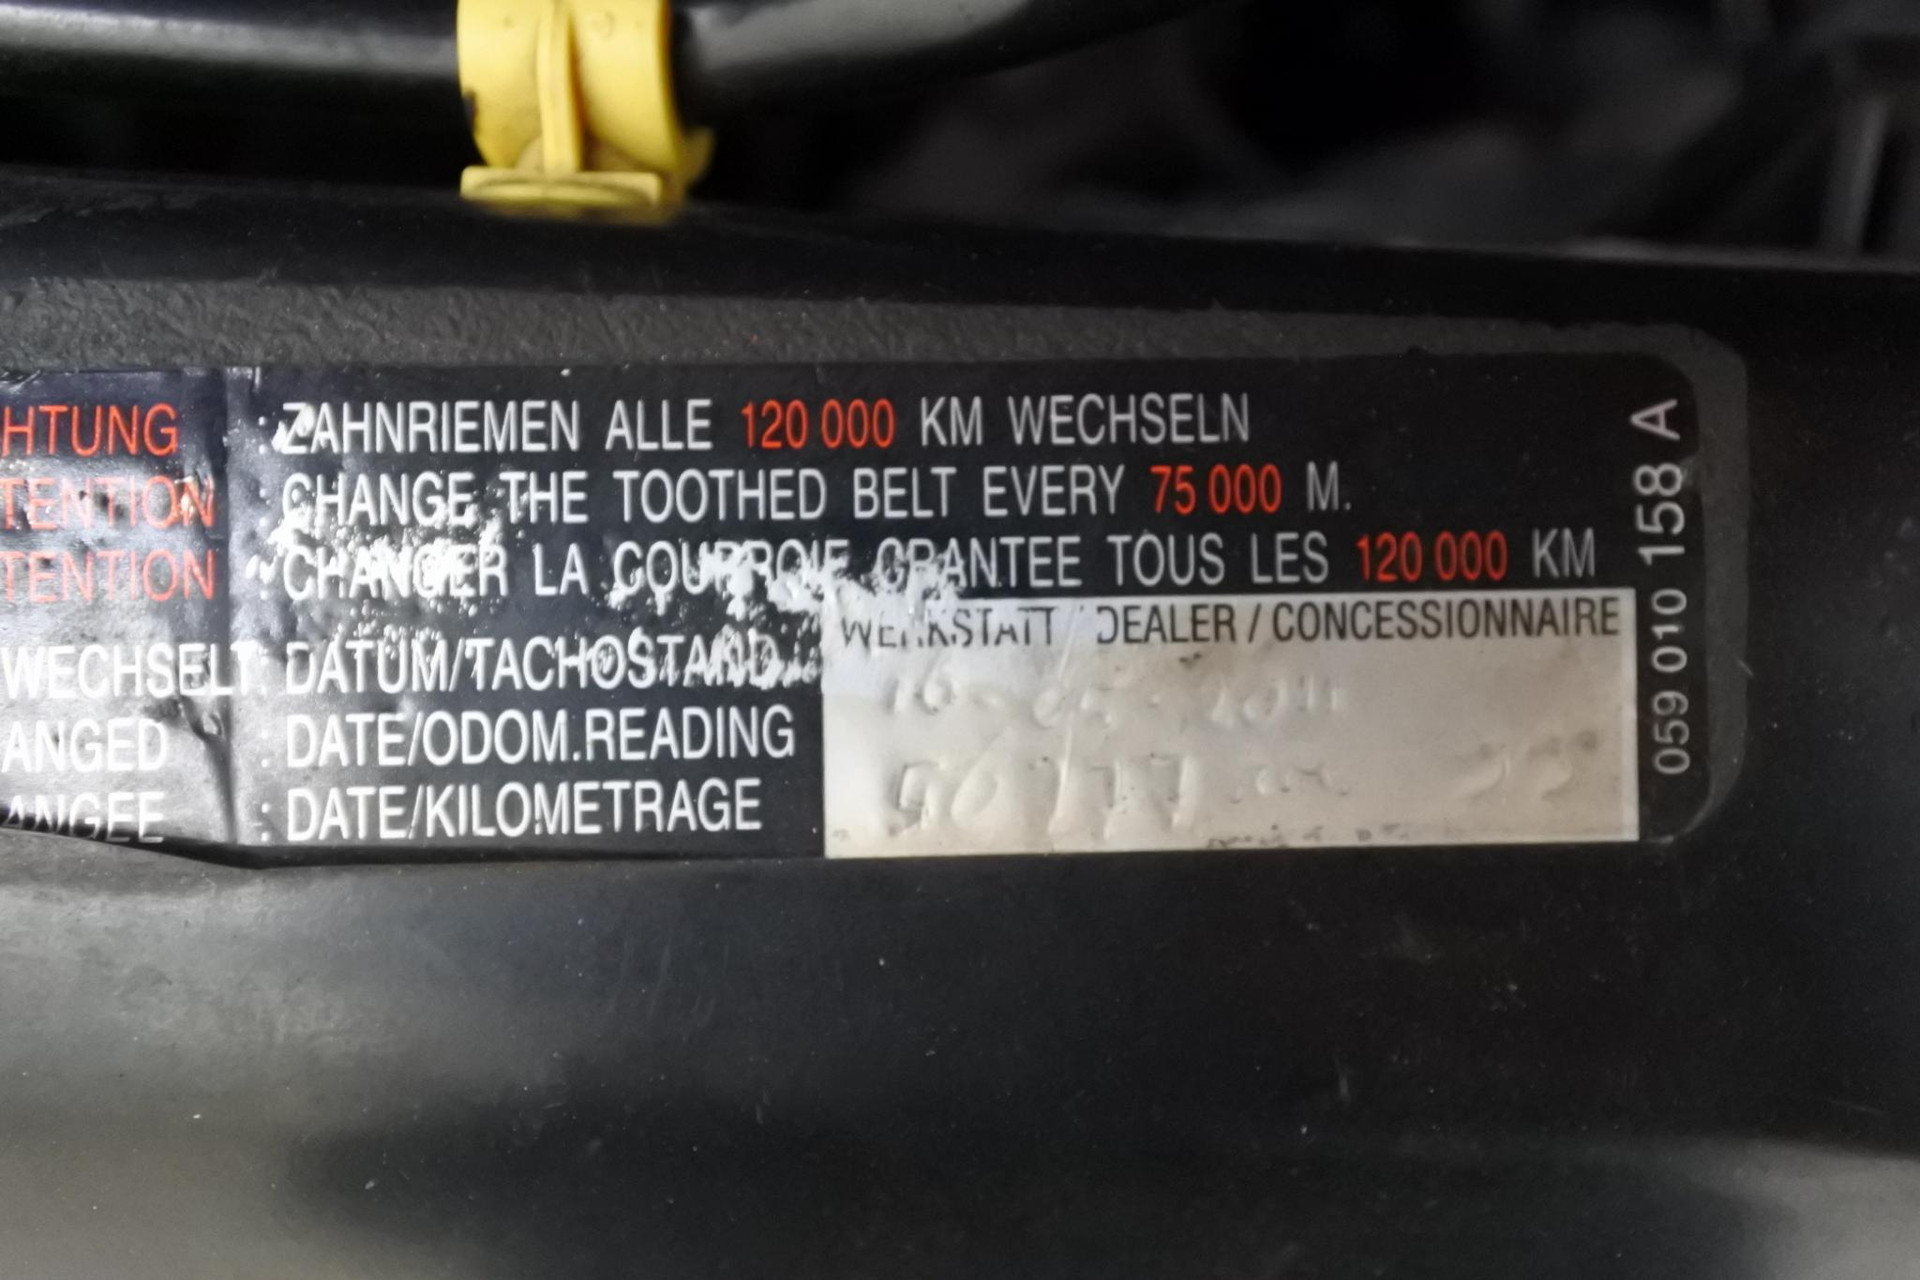 HTUNG : ZAHNRIEMEN ALLE 120 000 KM WECHSELN
TENTION : CHANGE THE TOOTHED BELT EVERY 75 000 M.
TENTION : CHANGER LA COURROIE CRANTEE TOUS LES 120 000 KM
WERKSTATT / DEALER / CONCESSIONNAIRE
WECHSELT : DATUM/TACHOSTAND
ANGED : DATE/ODOM.READING
ANGEE : DATE/KILOMETRAGE
059 010 158 A